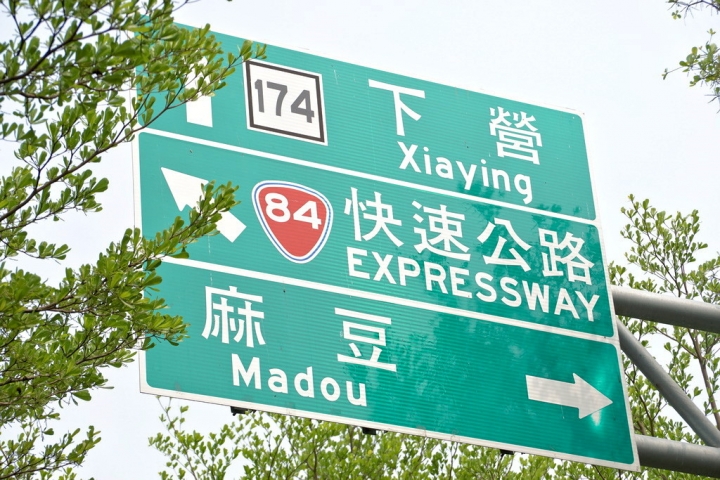 174 下營
Xiaying
84 快速公路
EXPRESSWAY
麻豆
Madou